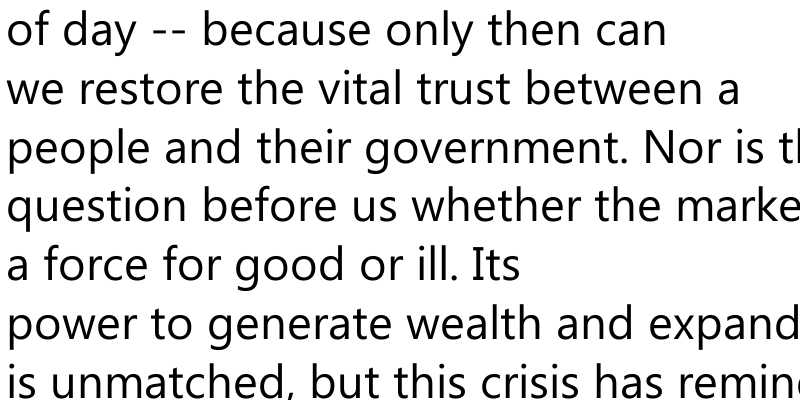 of day -- because only then can
we restore the vital trust between a
people and their government. Nor is
question before us whether the
a force for good or ill. Its
power to generate wealth and expand
is unmatched, but this crisis has